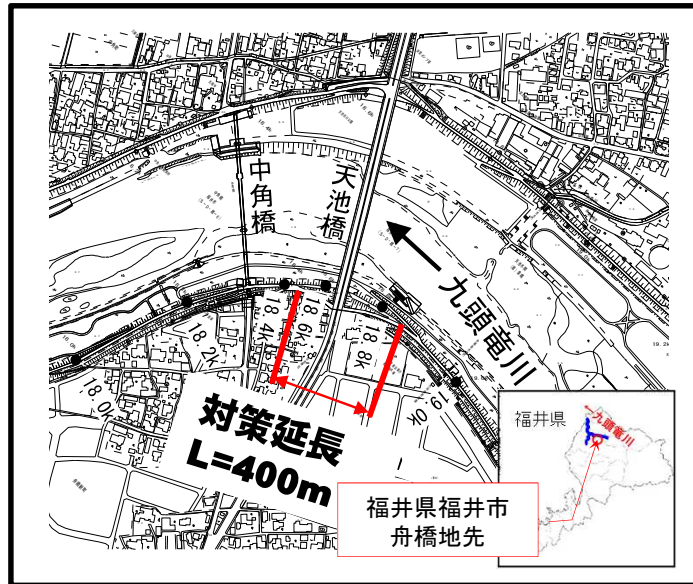 中角橋
天池橋
九頭竜川
18.0k
18.2k
18.4k
18.6k
18.8k
19.0k
対策延長
L=400m
福井県
九頭竜川
福井県福井市
舟橋地先